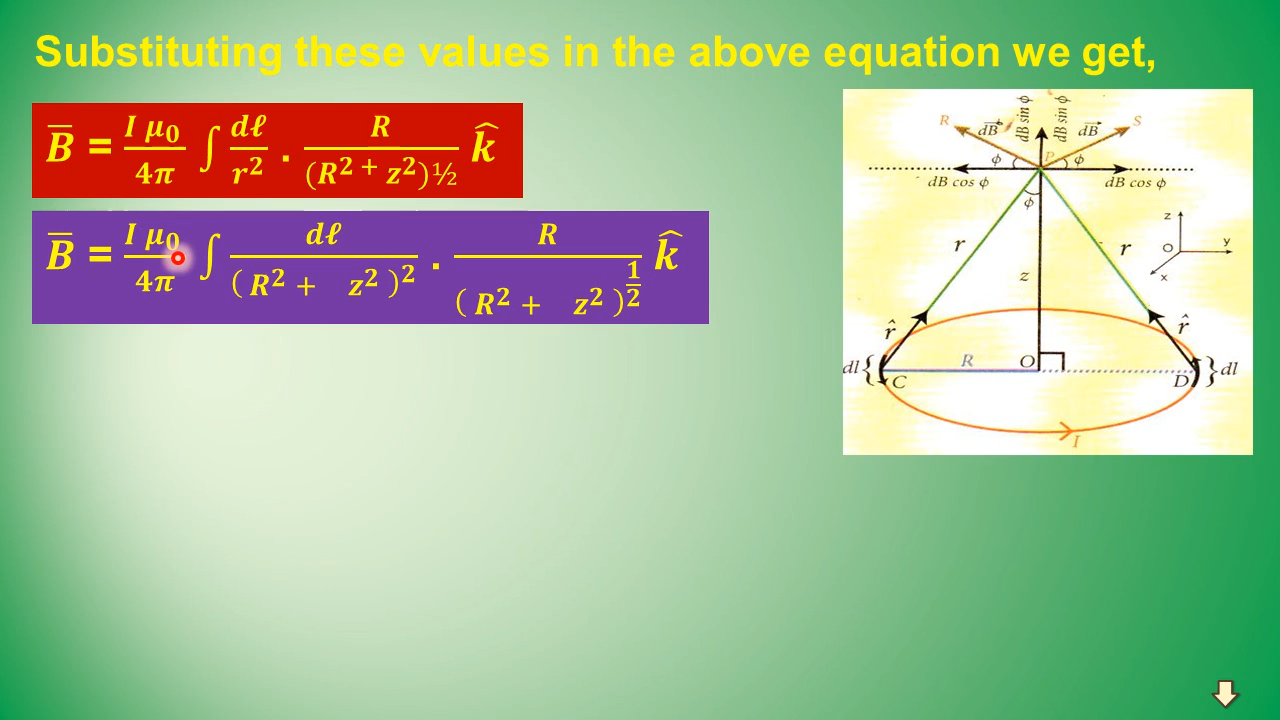 Substituting these values in the above equation we get,
B̅ = I μ₀/4π ∫ dℓ/r² . R/(R² + z²)½ k̂
B̅ = I μ₀/4π ∫ dℓ/(R² + z²)² . R/(R² + z²)^½ k̂
R dB⃗ dB sin ϕ dB sin ϕ dB⃗ S
ϕ P ϕ
dB cos ϕ dB cos ϕ
ϕ
z
r r O y
x
z
r̂ r̂
dl{ R O }dl
C D
I